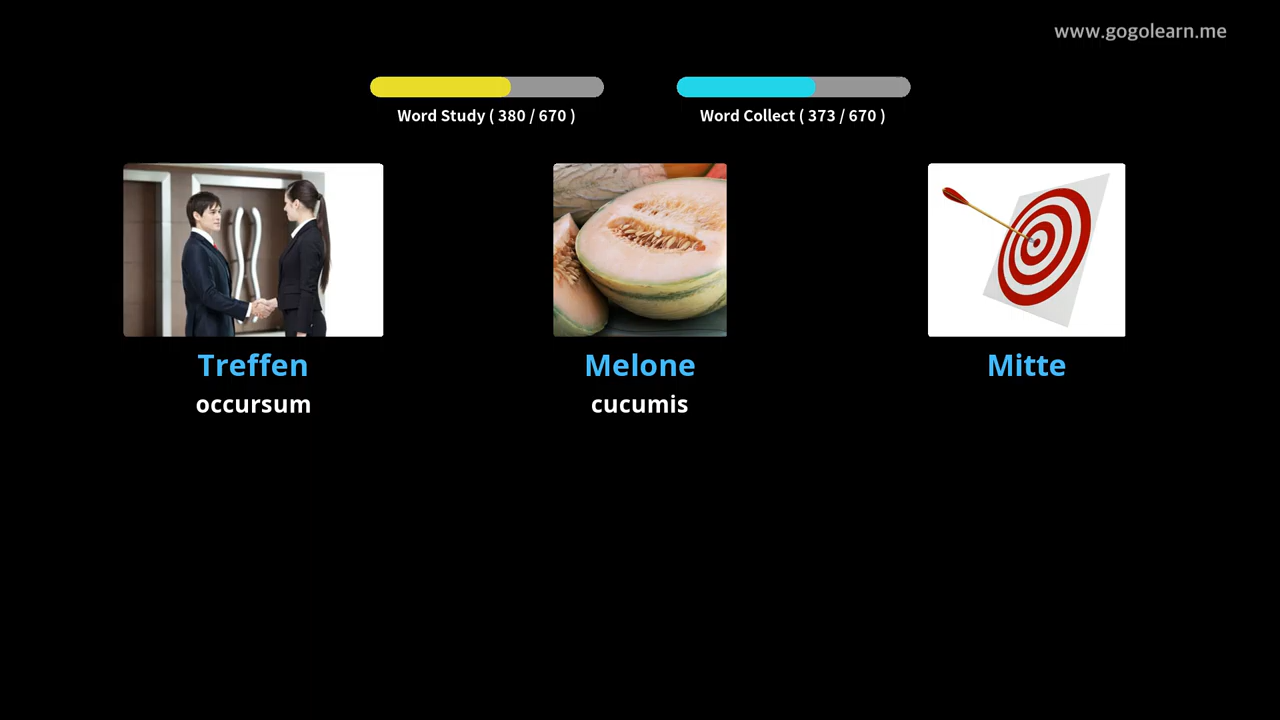 www.gogolearn.me
Word Study ( 380 / 670 )
Word Collect ( 373 / 670 )
Treffen
occursum
Melone
cucumis
Mitte